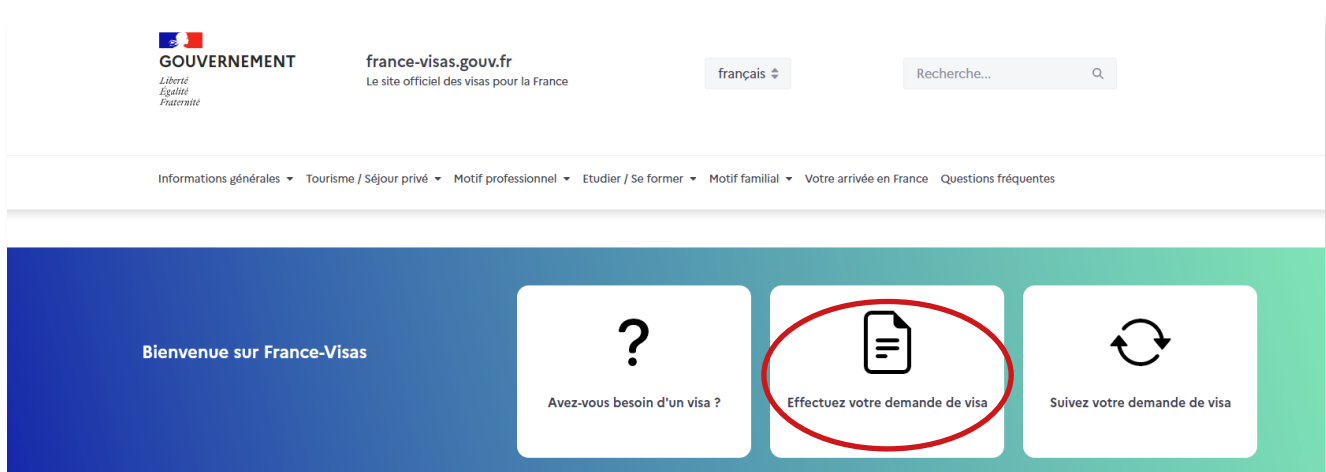 GOUVERNEMENT
Liberté
Égalité
Fraternité
france-visas.gouv.fr
Le site officiel des visas pour la France
français
Recherche...
Informations générales Tourisme / Séjour privé Motif professionnel Etudier / Se former Motif familial Votre arrivée en France Questions fréquentes
Bienvenue sur France-Visas
?
Avez-vous besoin d'un visa ?
Effectuez votre demande de visa
Suivez votre demande de visa